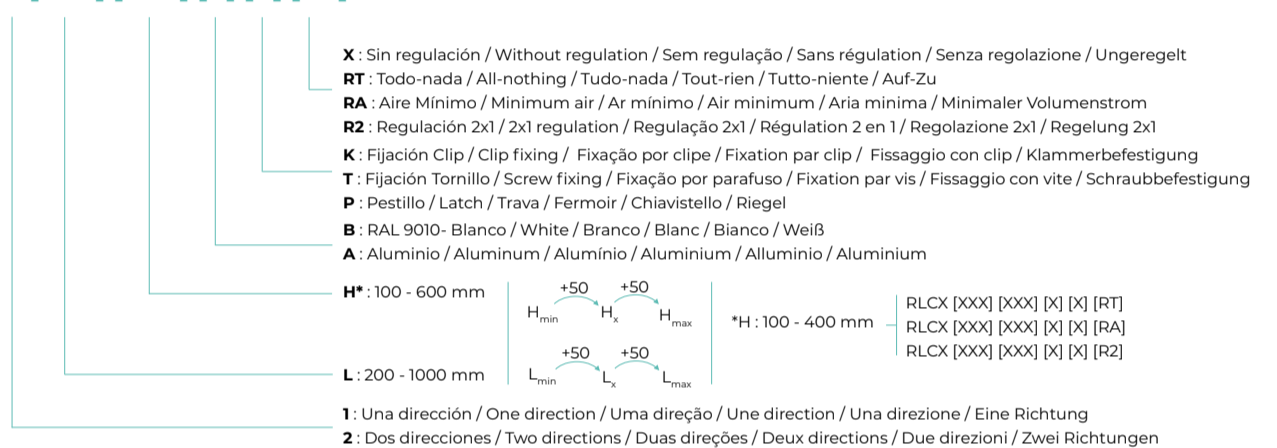 X : Sin regulación / Without regulation / Sem regulação / Sans régulation / Senza regolazione / Ungeregelt
RT : Todo-nada / All-nothing / Tudo-nada / Tout-rien / Tutto-niente / Auf-Zu
RA : Aire Mínimo / Minimum air / Ar mínimo / Air minimum / Aria minima / Minimaler Volumenstrom
R2 : Regulación 2x1 / 2x1 regulation / Regulação 2x1 / Régulation 2 en 1 / Regolazione 2x1 / Regelung 2x1
K : Fijación Clip / Clip fixing / Fixação por clipe / Fixation par clip / Fissaggio con clip / Klammerbefestigung
T : Fijación Tornillo / Screw fixing / Fixação por parafuso / Fixation par vis / Fissaggio con vite / Schraubbefestigung
P : Pestillo / Latch / Trava / Fermoir / Chiavistello / Riegel
B : RAL 9010- Blanco / White / Branco / Blanc / Bianco / Weiß
A : Aluminio / Aluminum / Alumínio / Aluminium / Alluminio / Aluminium
H* : 100 - 600 mm
+50 +50
Hmin Hx Hmax
*H : 100 - 400 mm
RLCX [XXX] [XXX] [X] [X] [RT]
RLCX [XXX] [XXX] [X] [X] [RA]
RLCX [XXX] [XXX] [X] [X] [R2]
L : 200 - 1000 mm
+50 +50
Lmin Lx Lmax
1 : Una dirección / One direction / Uma direção / Une direction / Una direzione / Eine Richtung
2 : Dos direcciones / Two directions / Duas direções / Deux directions / Due direzioni / Zwei Richtungen